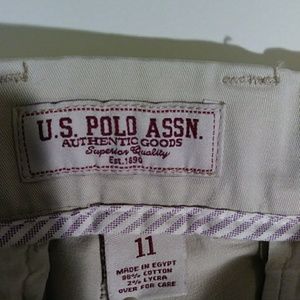 U.S. POLO ASSN.
AUTHENTIC GOODS
Superior Quality
Est. 1890
11
MADE IN EGYPT
98% COTTON
2% LYCRA
OVER FOR CARE